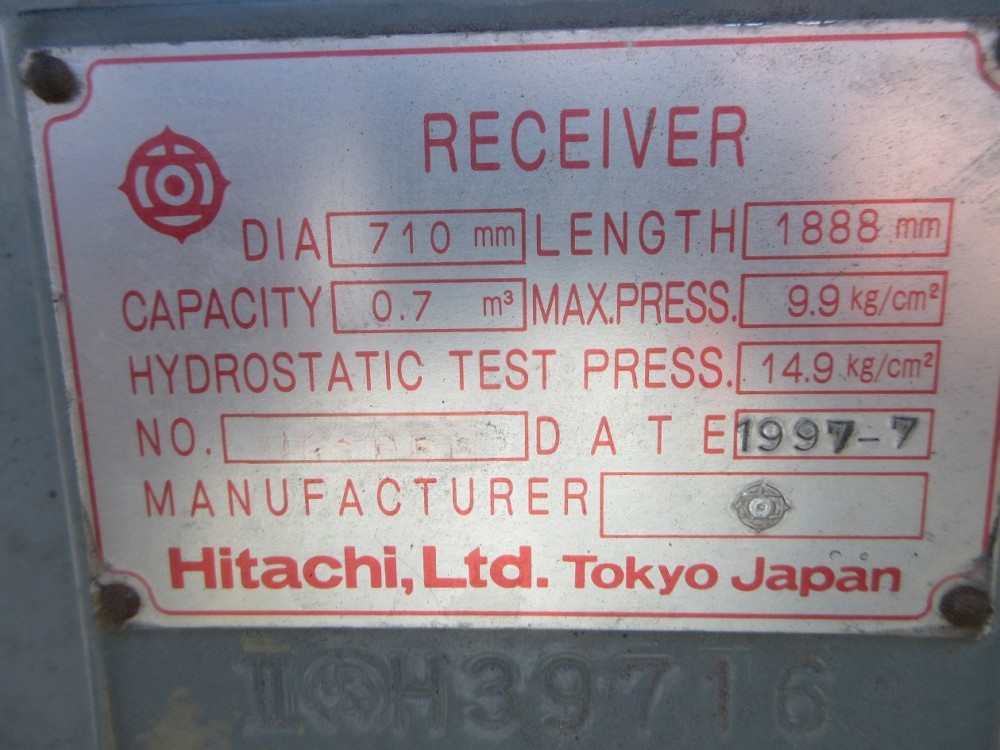 RECEIVER
DIA 710 mm LENGTH 1888 mm
CAPACITY 0.7 m³ MAX.PRESS. 9.9 kg/cm²
HYDROSTATIC TEST PRESS. 14.9 kg/cm²
NO. DATE 1997-7
MANUFACTURER
Hitachi, Ltd. Tokyo Japan
II H39716